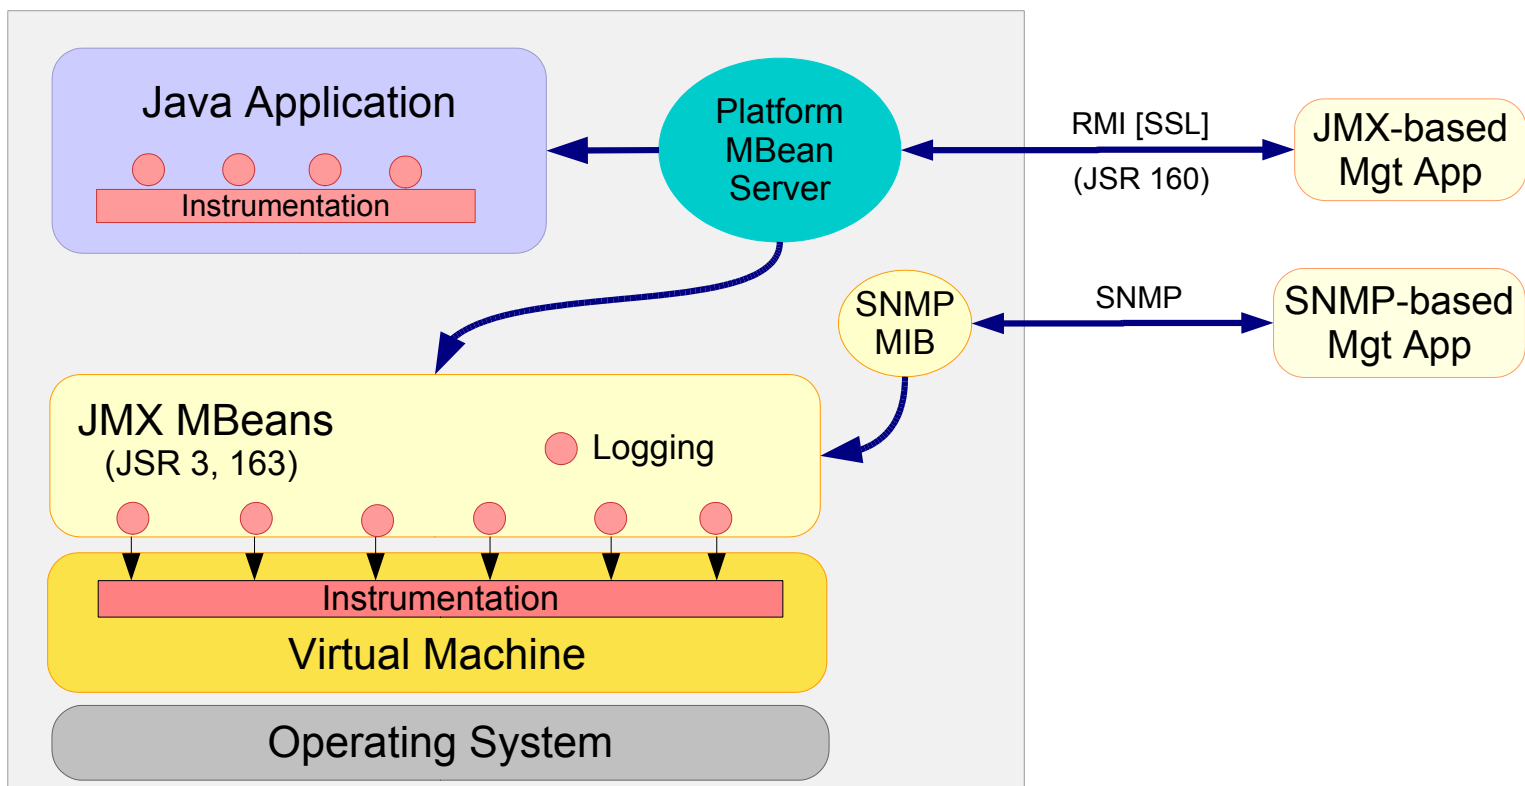 Java Application
Instrumentation
Platform
MBean
Server
RMI [SSL]
(JSR 160)
JMX-based
Mgt App
SNMP
MIB
SNMP
SNMP-based
Mgt App
JMX MBeans
(JSR 3, 163)
Logging
Instrumentation
Virtual Machine
Operating System